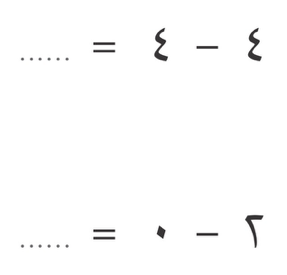 ٤ – ٤ = ......
٢ – ٠ = ......